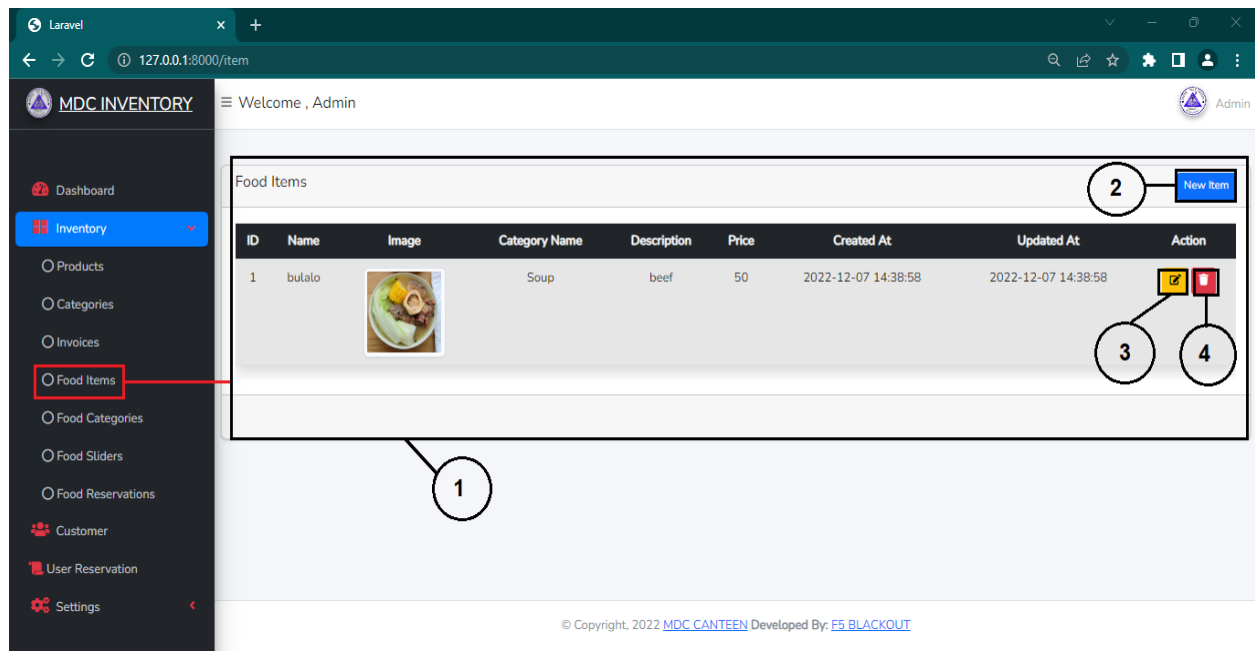 Laravel
127.0.0.1:8000/item
MDC INVENTORY
Welcome , Admin
Admin
Dashboard
Inventory
Products
Categories
Invoices
Food Items
Food Categories
Food Sliders
Food Reservations
Customer
User Reservation
Settings
Food Items
2
New Item
ID Name Image Category Name Description Price Created At Updated At Action
1 bulalo Soup beef 50 2022-12-07 14:38:58 2022-12-07 14:38:58
3
4
1
© Copyright, 2022 MDC CANTEEN Developed By: F5 BLACKOUT